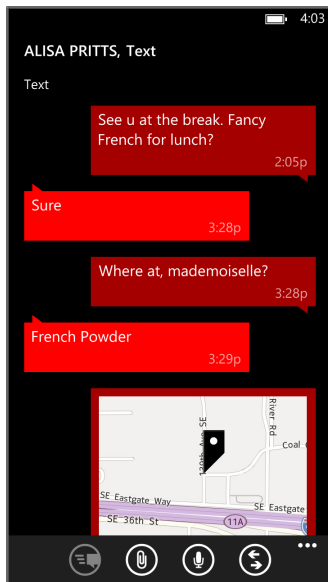 4:03
ALISA PRITTS, Text
Text
See u at the break. Fancy
French for lunch?
2:05p
Sure
3:28p
Where at, mademoiselle?
3:28p
French Powder
3:29p
River Rd
SE
Coal
SE Eastgate Way
SE Eastgate
SE 36th St
11A